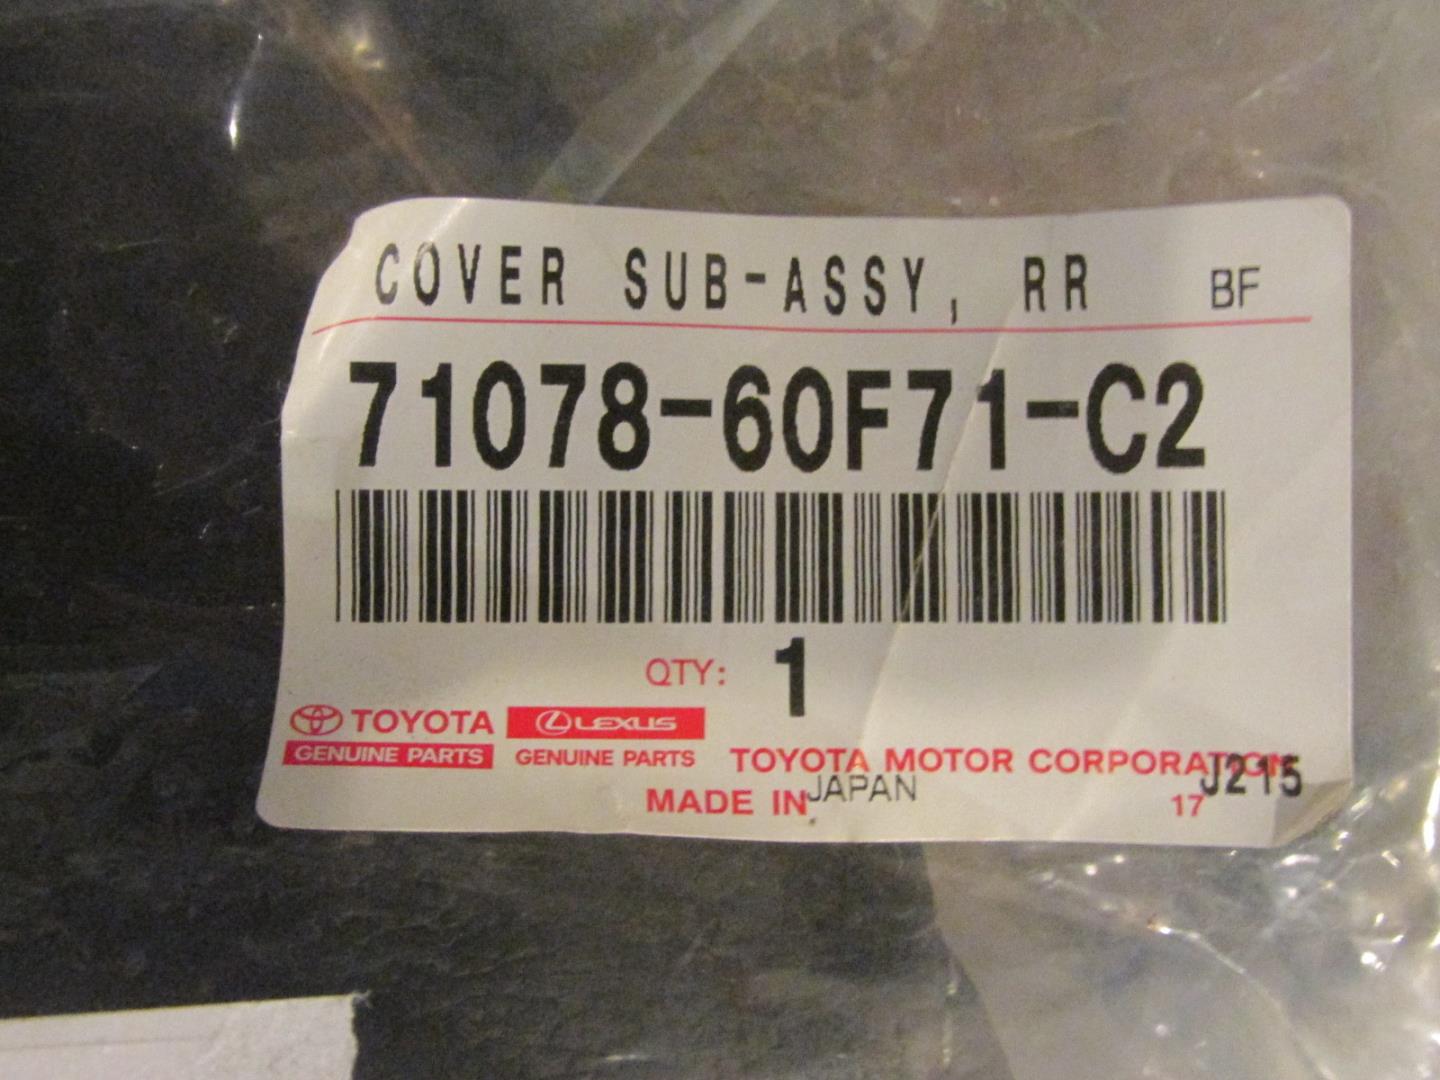 COVER SUB-ASSY, RR BF
71078-60F71-C2
QTY: 1
TOYOTA LEXUS
GENUINE PARTS GENUINE PARTS TOYOTA MOTOR CORPORATION
MADE IN JAPAN 17 J215